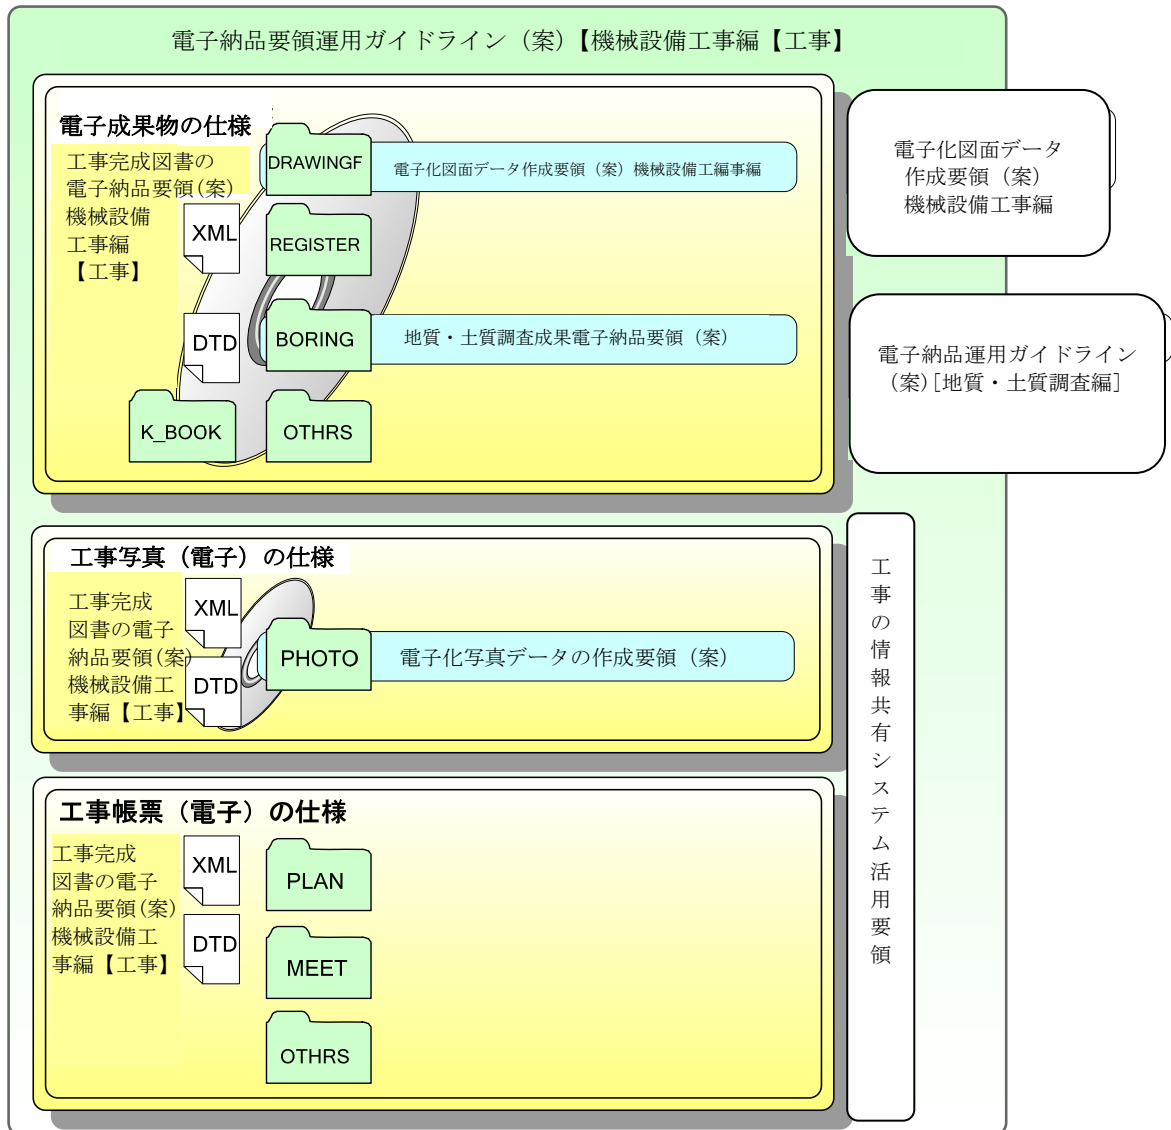 電子納品要領運用ガイドライン（案）【機械設備工事編【工事】
電子成果物の仕様
工事完成図書の
電子納品要領(案)
機械設備
工事編
【工事】
XML
DTD
K_BOOK
DRAWINGF
電子化図面データ作成要領（案）機械設備工編事編
REGISTER
BORING
地質・土質調査成果電子納品要領（案）
OTHRS
電子化図面データ
作成要領（案）
機械設備工事編
電子納品運用ガイドライン
（案）[地質・土質調査編]
工事写真（電子）の仕様
工事完成
図書の電子
納品要領(案)
機械設備工
事編【工事】
XML
DTD
PHOTO
電子化写真データの作成要領（案）
工事帳票（電子）の仕様
工事完成
図書の電子
納品要領(案)
機械設備工
事編【工事】
XML
DTD
PLAN
MEET
OTHRS
工事の情報共有システム活用要領